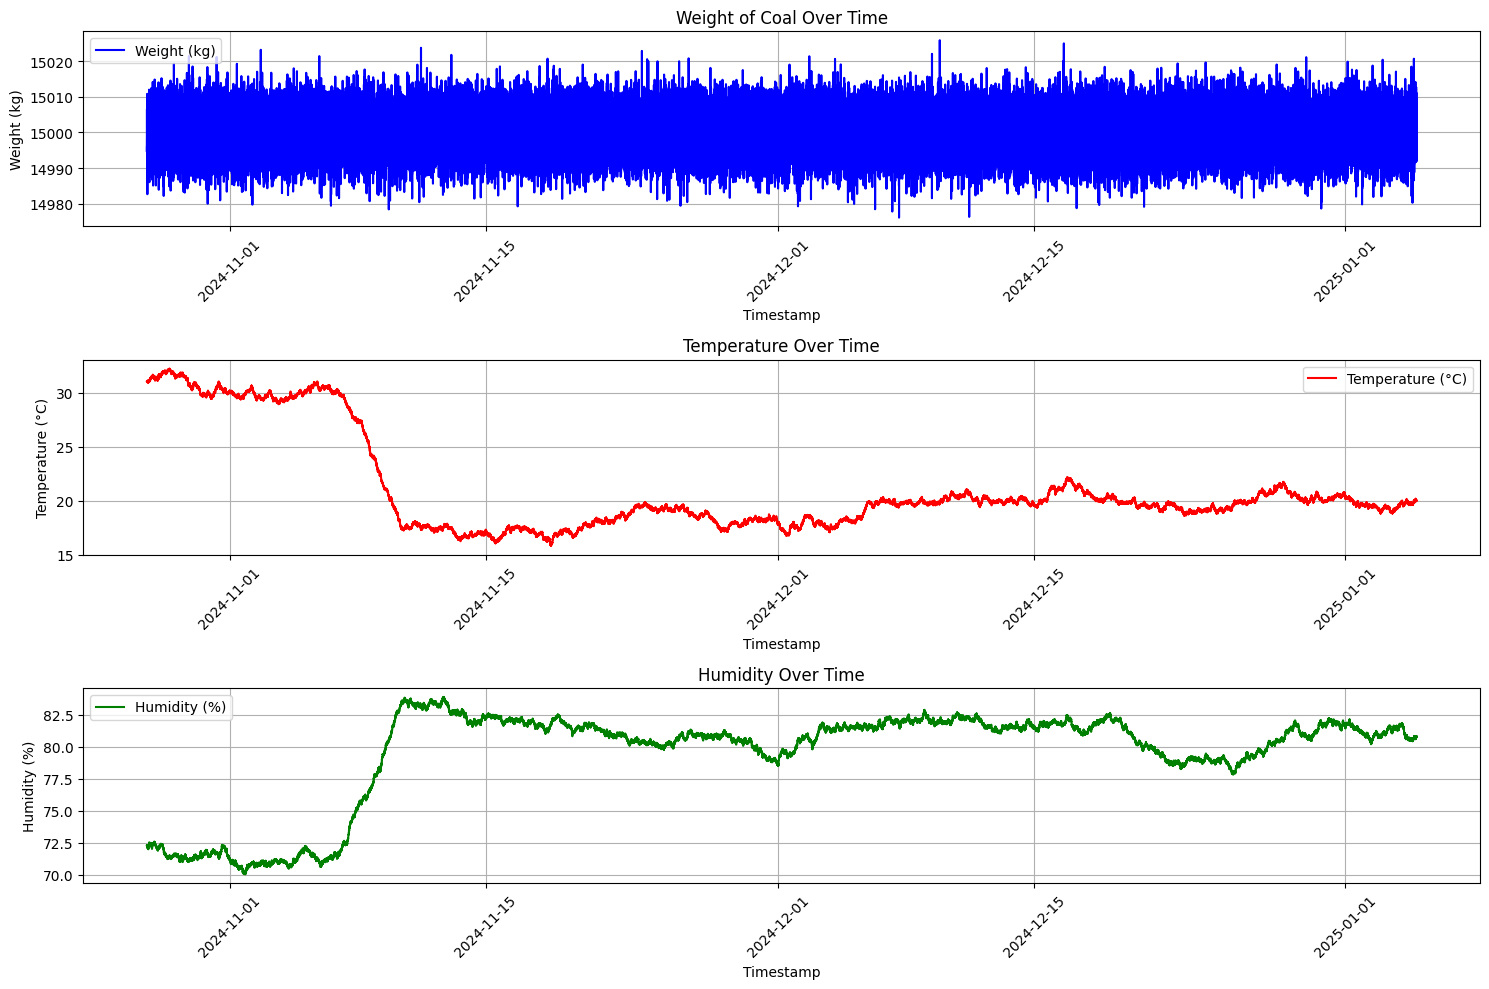 Weight of Coal Over Time
Weight (kg)
Weight (kg)
15020
15010
15000
14990
14980
2024-11-01
2024-11-15
2024-12-01
2024-12-15
2025-01-01
Timestamp
Temperature Over Time
Temperature (°C)
Temperature (°C)
30
25
20
15
2024-11-01
2024-11-15
2024-12-01
2024-12-15
2025-01-01
Timestamp
Humidity Over Time
Humidity (%)
Humidity (%)
82.5
80.0
77.5
75.0
72.5
70.0
2024-11-01
2024-11-15
2024-12-01
2024-12-15
2025-01-01
Timestamp